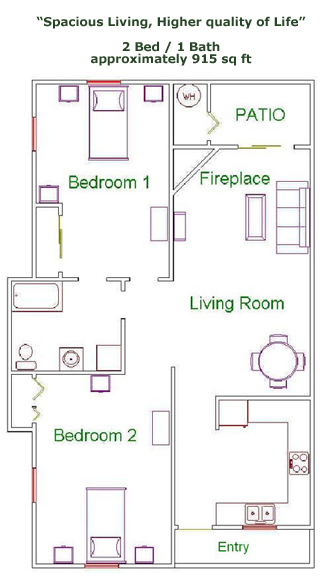 “Spacious Living, Higher quality of Life”
2 Bed / 1 Bath
approximately 915 sq ft
WH
PATIO
Bedroom 1
Fireplace
Living Room
Bedroom 2
Entry